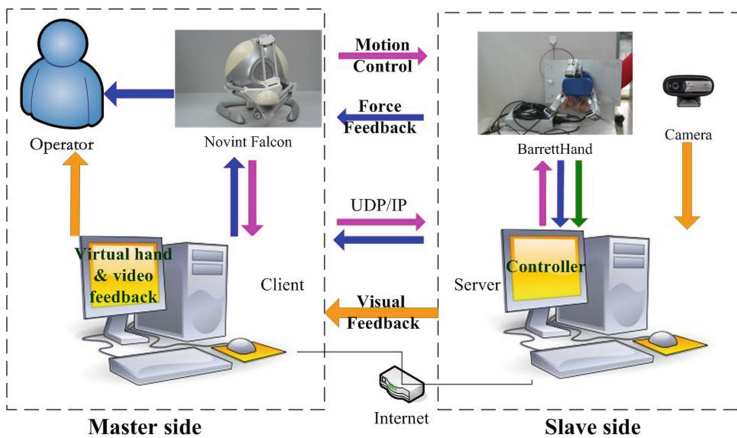 Motion
Control
Force
Feedback
Operator
Novint Falcon
BarrettHand
Camera
UDP/IP
Virtual hand
& video
feedback
Client
Server
Controller
Visual
Feedback
Internet
Master side
Slave side